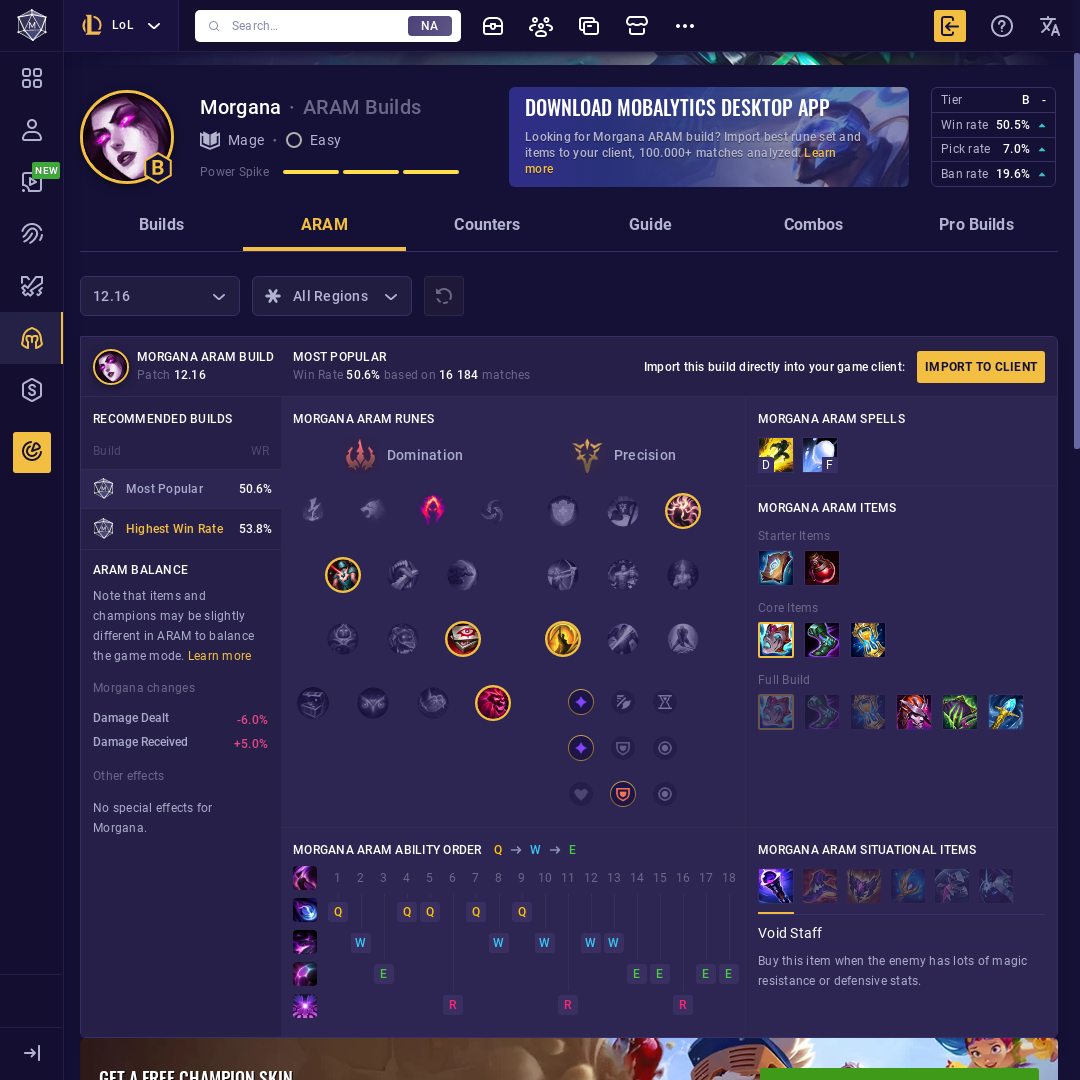 LoL
Search...
NA
NEW
Morgana · ARAM Builds
Mage · Easy
Power Spike
B
DOWNLOAD MOBALYTICS DESKTOP APP
Looking for Morgana ARAM build? Import best rune set and
items to your client, 100.000+ matches analyzed. Learn
more
Tier B -
Win rate 50.5%
Pick rate 7.0%
Ban rate 19.6%
Builds
ARAM
Counters
Guide
Combos
Pro Builds
12.16
All Regions
MORGANA ARAM BUILD
Patch 12.16
MOST POPULAR
Win Rate 50.6% based on 16 184 matches
Import this build directly into your game client:
IMPORT TO CLIENT
RECOMMENDED BUILDS
Build WR
Most Popular 50.6%
Highest Win Rate 53.8%
ARAM BALANCE
Note that items and
champions may be slightly
different in ARAM to balance
the game mode. Learn more
Morgana changes
Damage Dealt -6.0%
Damage Received +5.0%
Other effects
No special effects for
Morgana.
MORGANA ARAM RUNES
Domination
Precision
MORGANA ARAM SPELLS
D F
MORGANA ARAM ITEMS
Starter Items
Core Items
Full Build
MORGANA ARAM ABILITY ORDER Q → W → E
1 2 3 4 5 6 7 8 9 10 11 12 13 14 15 16 17 18
Q Q Q Q Q
W W W W W
E E E E E
R R R
MORGANA ARAM SITUATIONAL ITEMS
Void Staff
Buy this item when the enemy has lots of magic
resistance or defensive stats.
GET A FREE CHAMPION SKIN